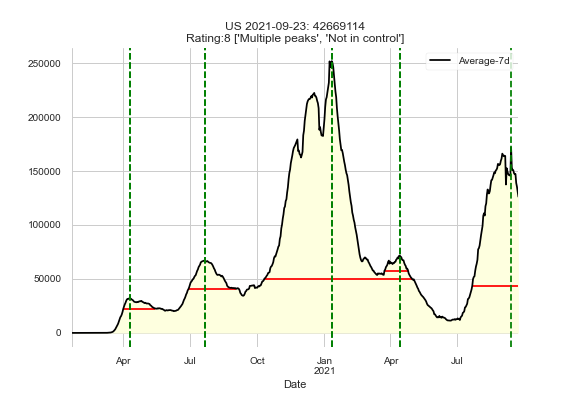 US 2021-09-23: 42669114
Rating:8 ['Multiple peaks', 'Not in control']
Average-7d
250000
200000
150000
100000
50000
0
Apr Jul Oct Jan Apr Jul
2021
Date